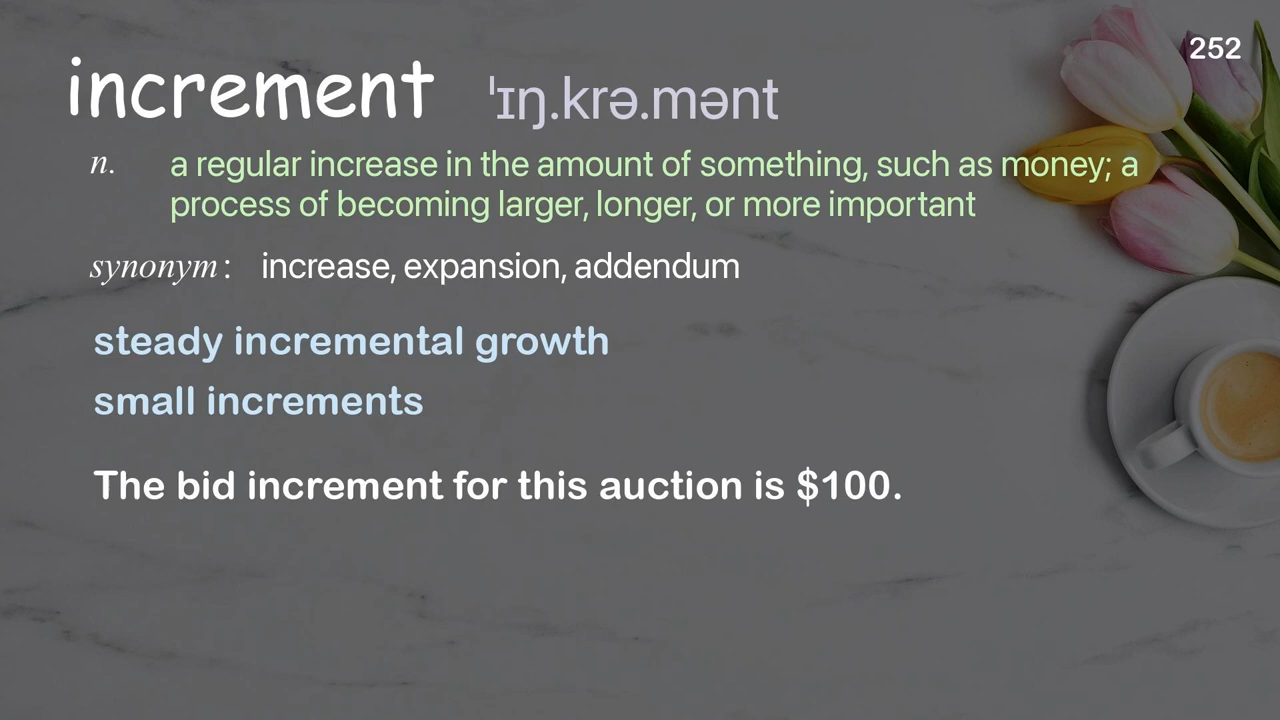 252
increment ˈɪŋ.krə.mənt
n. a regular increase in the amount of something, such as money; a
process of becoming larger, longer, or more important
synonym: increase, expansion, addendum
steady incremental growth
small increments
The bid increment for this auction is $100.